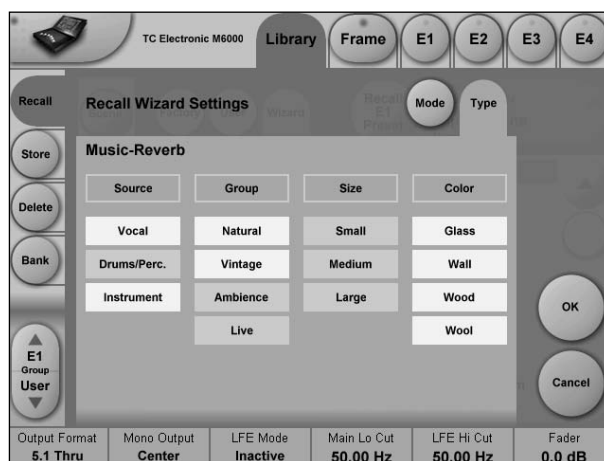 TC Electronic M6000
Library
Frame
E1
E2
E3
E4
Recall
Recall Wizard Settings
Mode
Type
Store
Delete
Bank
Music-Reverb
Source
Group
Size
Color
Vocal
Natural
Small
Glass
Drums/Perc.
Vintage
Medium
Wall
Instrument
Ambience
Large
Wood
Live
Wool
OK
Cancel
E1
Group
User
Output Format
Mono Output
LFE Mode
Main Lo Cut
LFE Hi Cut
Fader
5.1 Thru
Center
Inactive
50.00 Hz
50.00 Hz
0.0 dB